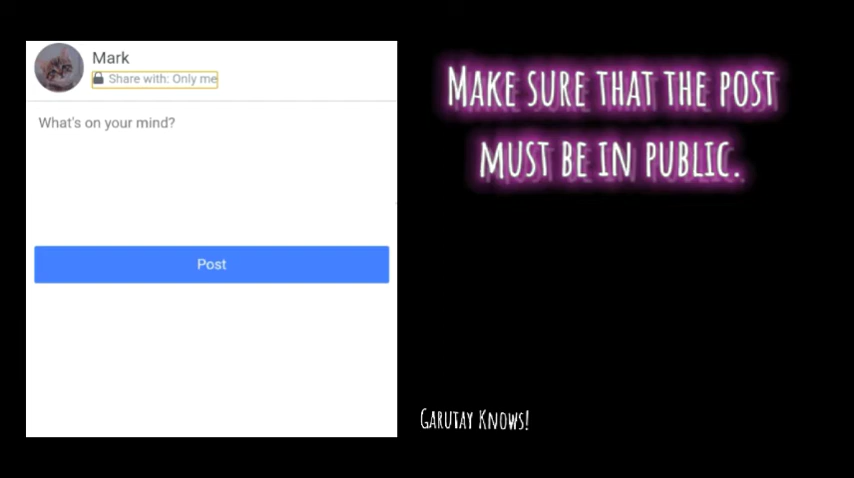 Mark
Share with: Only me
What's on your mind?
Post
Make sure that the post
must be in public.
Garutay Knows!